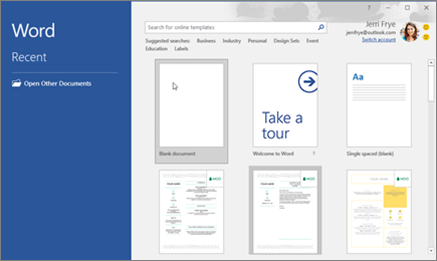 Word
Recent
Open Other Documents
Search for online templates
Jerri Frye
jerrifrye@outlook.com
Switch account
Suggested searches: Business Industry Personal Design Sets Event
Education Labels
Take a
tour
Aa
Blank document
Welcome to Word
Single spaced (blank)
MOO
MOO
MOO